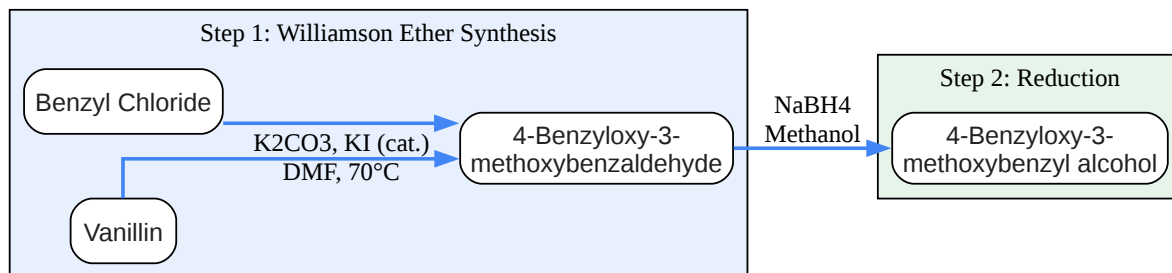 Step 1: Williamson Ether Synthesis
Benzyl Chloride
Vanillin
K2CO3, KI (cat.)
DMF, 70°C
4-Benzyloxy-3-
methoxybenzaldehyde
NaBH4
Methanol
Step 2: Reduction
4-Benzyloxy-3-
methoxybenzyl alcohol